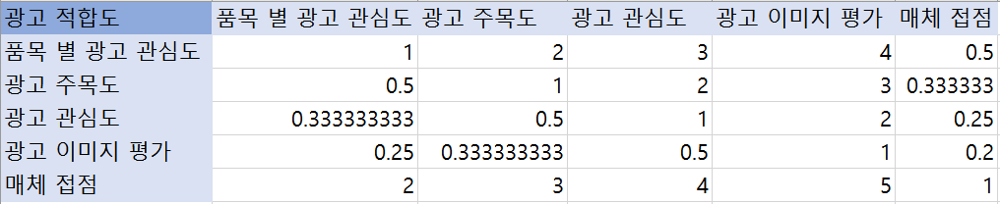 광고 적합도 품목 별 광고 관심도 광고 주목도 광고 관심도 광고 이미지 평가 매체 접점
품목 별 광고 관심도 1 2 3 4 0.5
광고 주목도 0.5 1 2 3 0.333333
광고 관심도 0.333333333 0.5 1 2 0.25
광고 이미지 평가 0.25 0.333333333 0.5 1 0.2
매체 접점 2 3 4 5 1